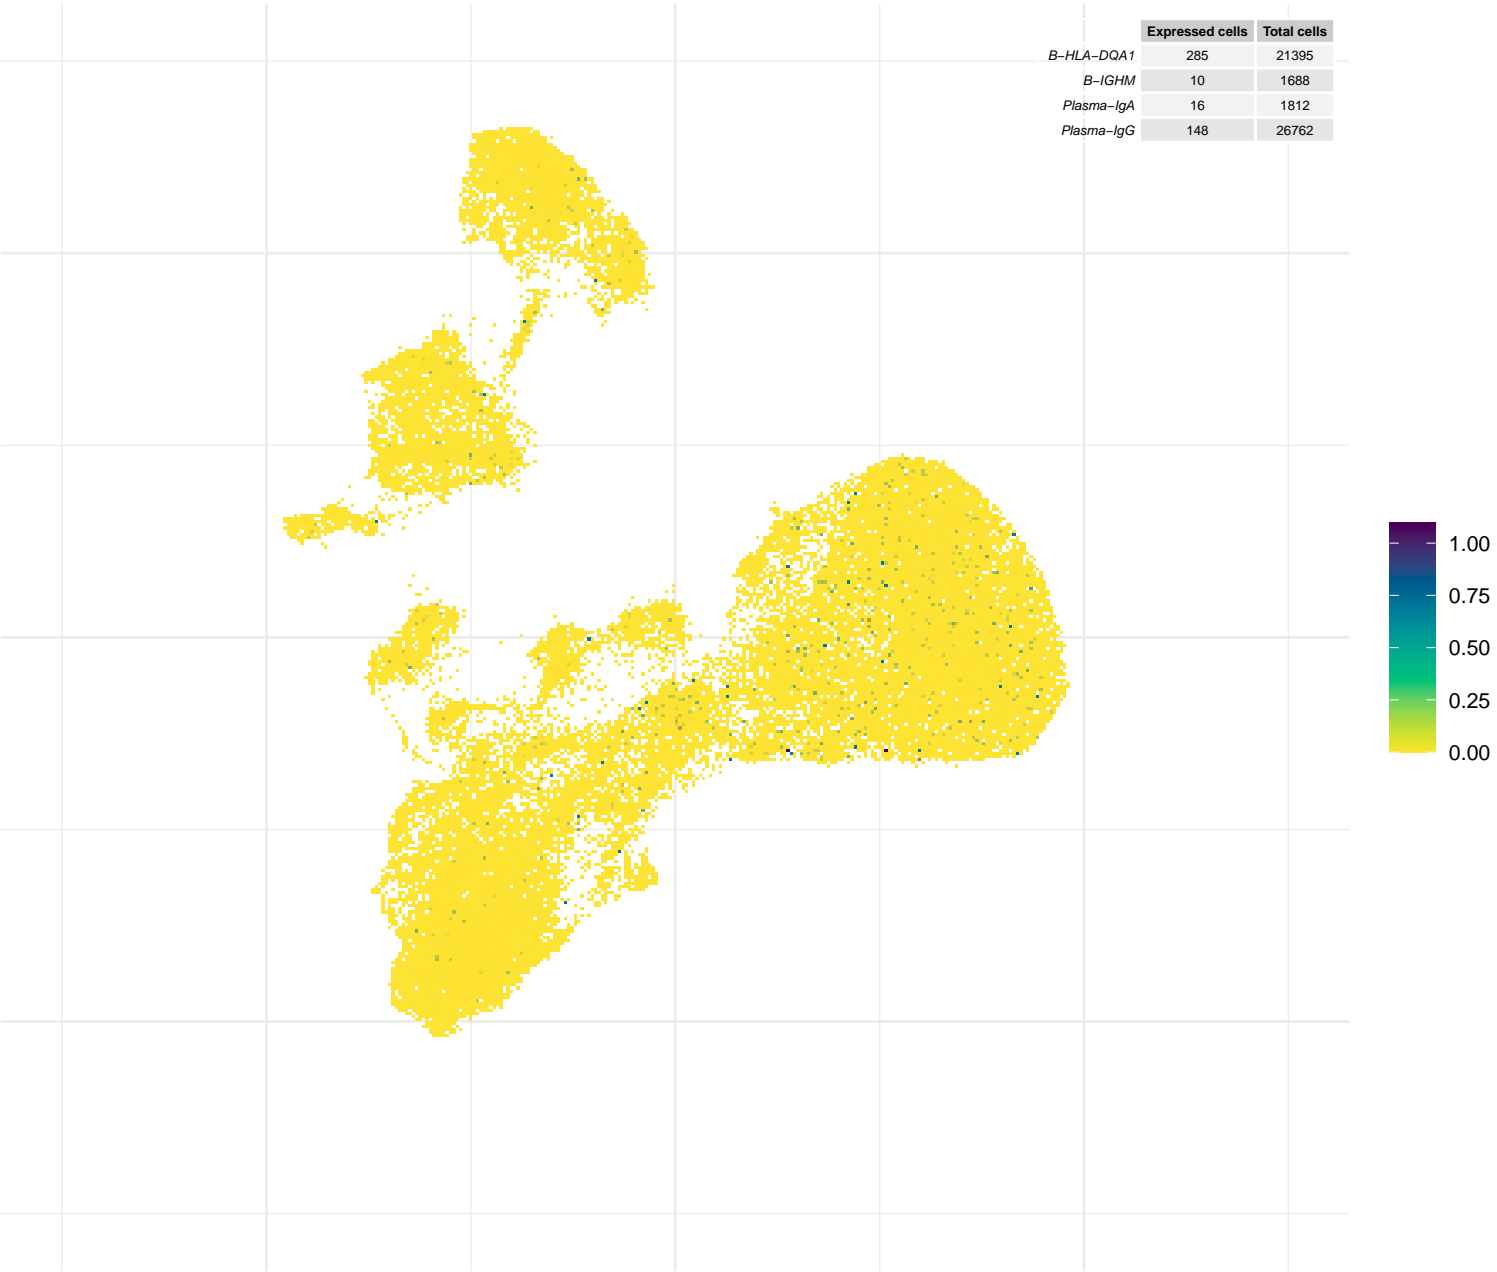 Expressed cells Total cells
B−HLA−DQA1 285 21395
B−IGHM 10 1688
Plasma−IgA 16 1812
Plasma−IgG 148 26762
1.00
0.75
0.50
0.25
0.00